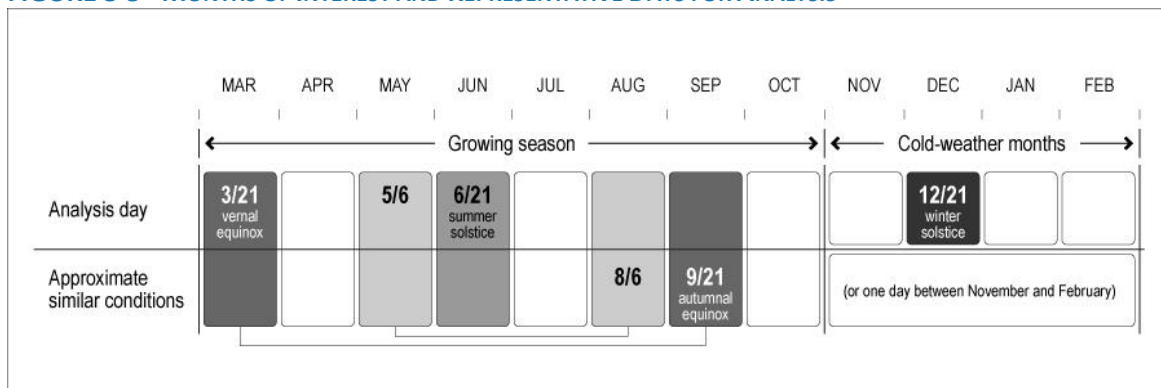 FIGURE MONTHS OF INTEREST AND REPRESENTATIVE DAYS FOR ANALYSIS
MAR APR MAY JUN JUL AUG SEP OCT NOV DEC JAN FEB
Growing season Cold-weather months
Analysis day
3/21
vernal
equinox
5/6
6/21
summer
solstice
12/21
winter
solstice
Approximate
similar conditions
8/6
9/21
autumnal
equinox
(or one day between November and February)